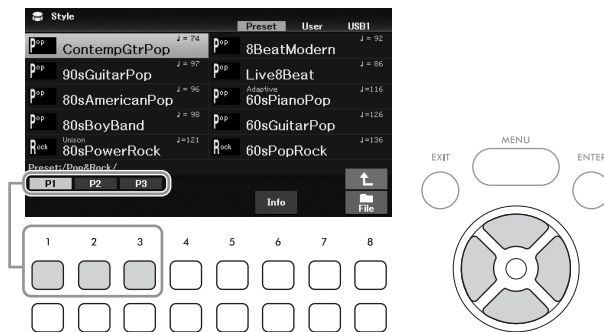 Style
Preset User USB1
Pop ContempGtrPop ♩= 74
Pop 8BeatModern ♩= 92
Pop 90sGuitarPop ♩= 97
Pop Live8Beat ♩= 86
Pop 80sAmericanPop ♩= 96
Pop Adaptive 60sPianoPop ♩=116
Pop 80sBoyBand ♩= 98
Pop 60sGuitarPop ♩=126
Rock Unison 80sPowerRock ♩=121
Rock 60sPopRock ♩=136
Preset:/Pop&Rock/
P1 P2 P3
Info File
EXIT MENU ENTER
1 2 3 4 5 6 7 8